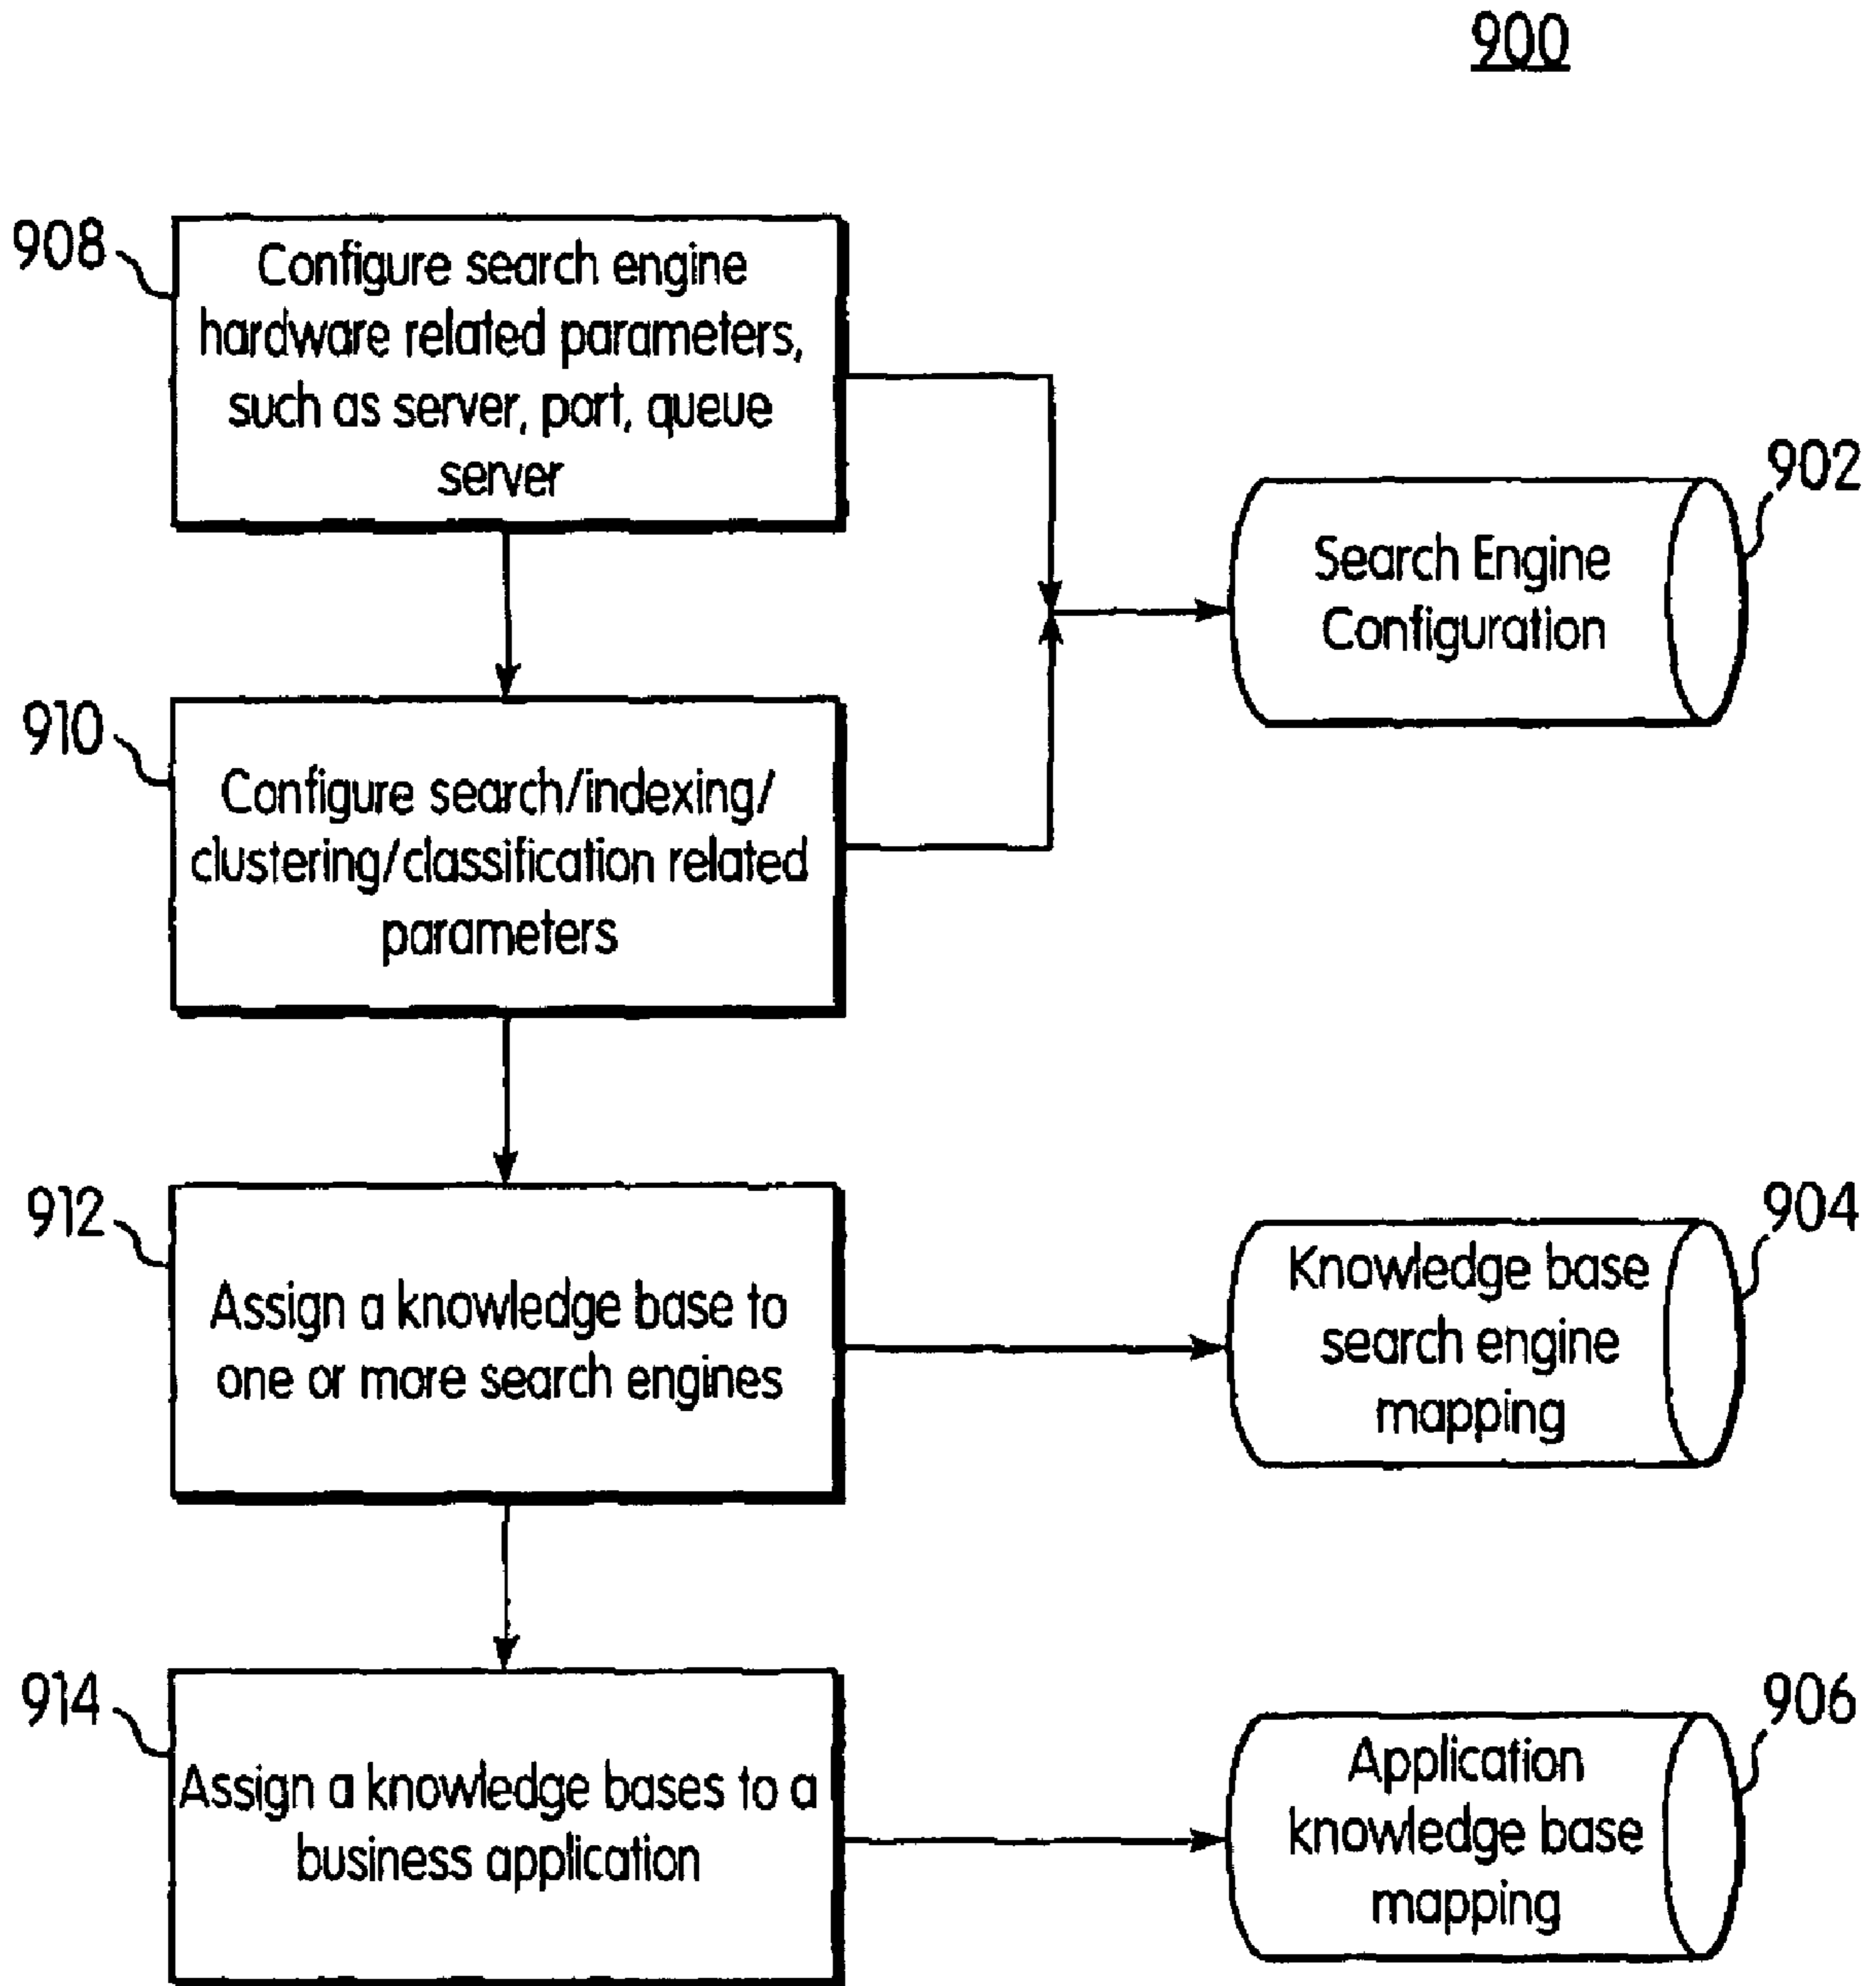 900
908
Configure search engine
hardware related parameters,
such as server, port, queue
server
902
Search Engine
Configuration
910
Configure search/indexing/
clustering/classification related
parameters
912
Assign a knowledge base to
one or more search engines
904
Knowledge base
search engine
mapping
914
Assign a knowledge bases to a
business application
906
Application
knowledge base
mapping